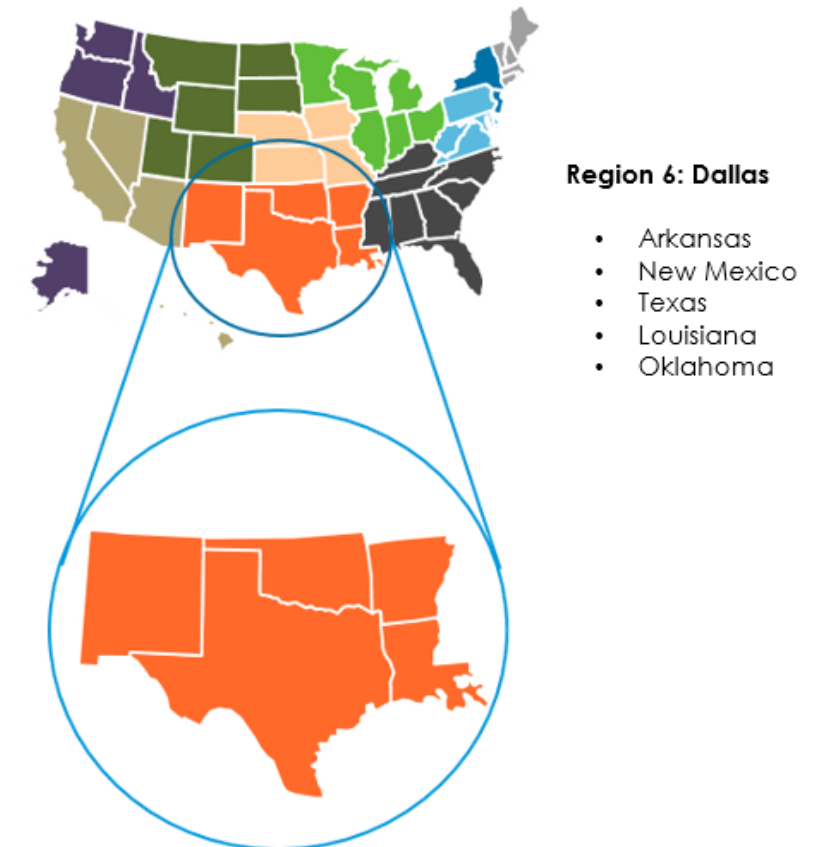 Region 6: Dallas
• Arkansas
• New Mexico
• Texas
• Louisiana
• Oklahoma